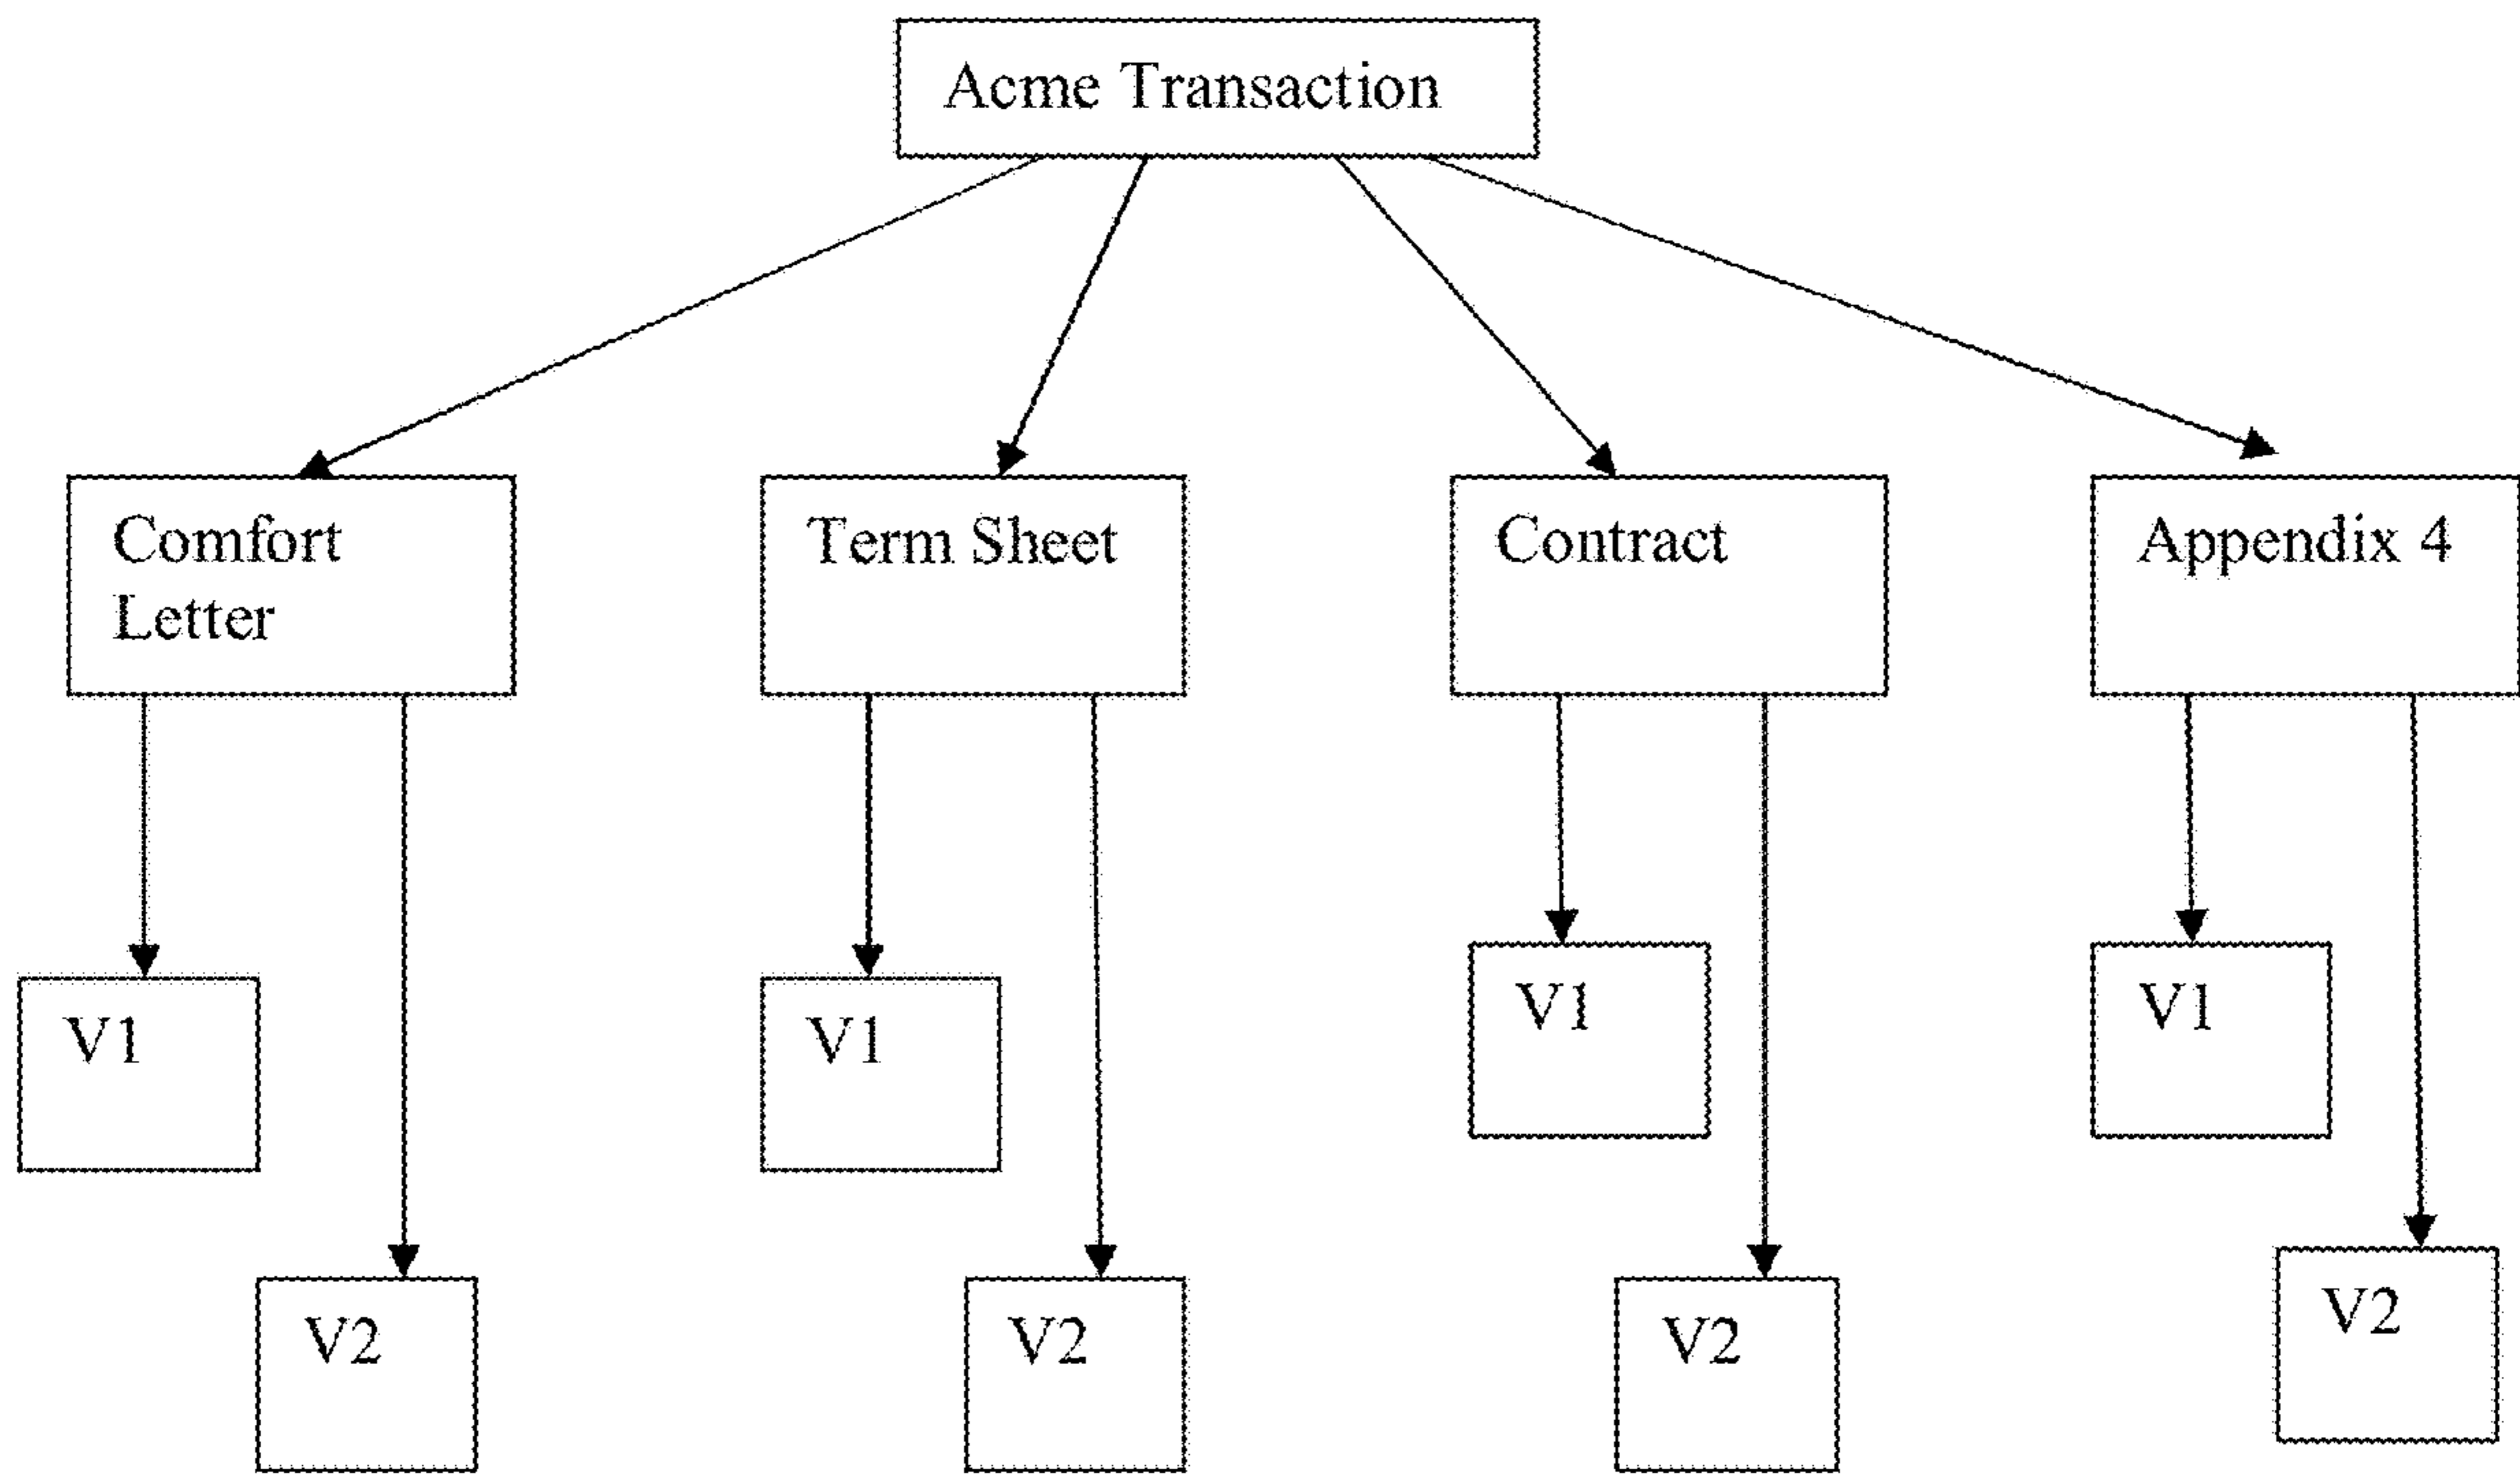 Acme Transaction
Comfort
Letter
Term Sheet
Contract
Appendix 4
V1
V1
V1
V1
V2
V2
V2
V2